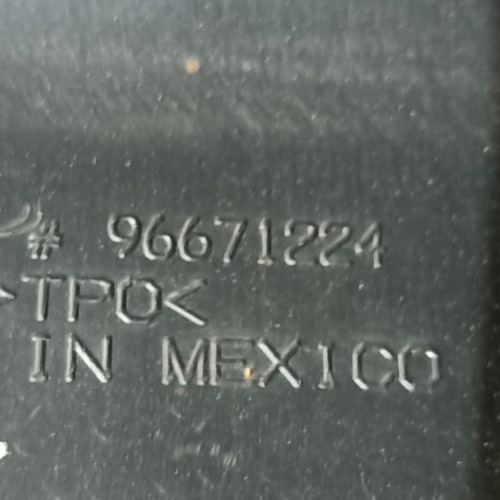 # 96671224
>TPO<
IN MEXICO